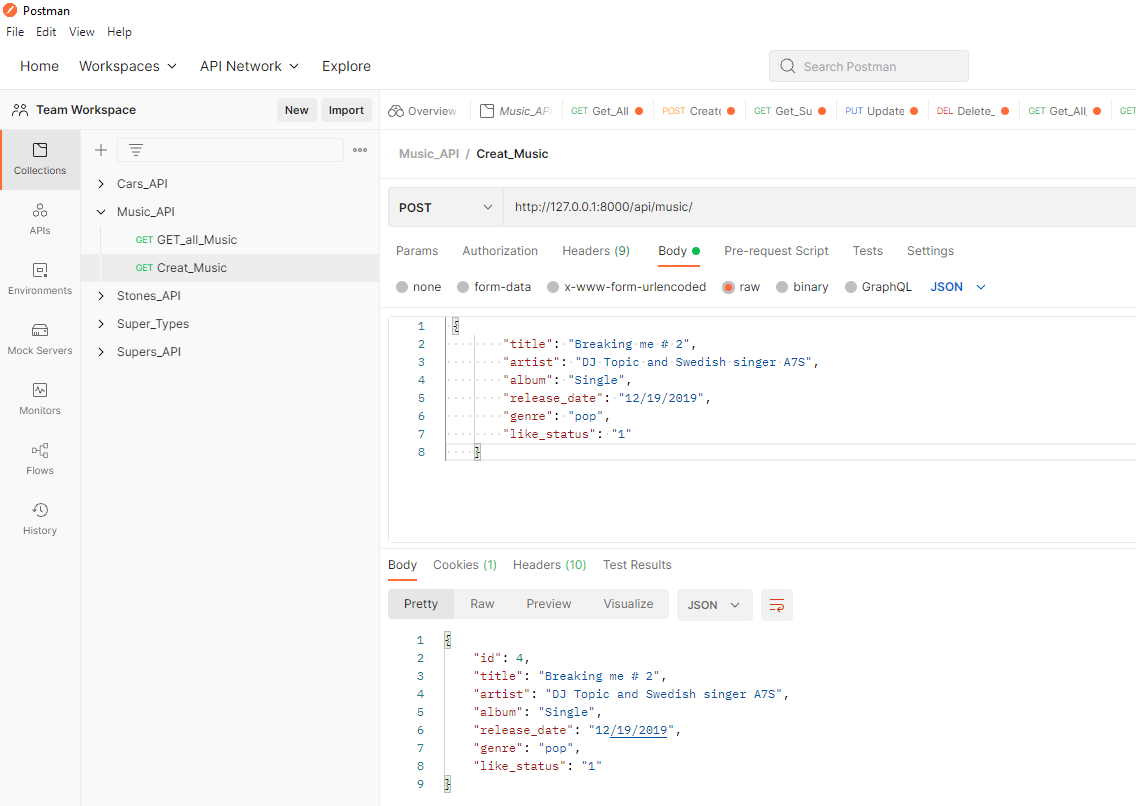 Postman
File Edit View Help
Home Workspaces API Network Explore Search Postman
Team Workspace New Import
Overview Music_AP GET Get_All POST Create PUT Update DEL Delete_ GET Get_All_ GET
GET Get_Su
Collections
APIs
Environments
Mock Servers
Monitors
Flows
History
Cars_API
Music_API
GET GET_all_Music
GET Creat_Music
Stones_API
Super_Types
Supers_API
Music_API / Creat_Music
POST http://127.0.0.1:8000/api/music/
Params Authorization Headers (9) Body Pre-request Script Tests Settings
none form-data x-www-form-urlencoded raw binary GraphQL JSON
1 {
2 "title": "Breaking me # 2",
3 "artist": "DJ Topic and Swedish singer A7S",
4 "album": "Single",
5 "release_date": "12/19/2019",
6 "genre": "pop",
7 "like_status": "1"
8 }
Body Cookies (1) Headers (10) Test Results
Pretty Raw Preview Visualize JSON
1 {
2 "id": 4,
3 "title": "Breaking me # 2",
4 "artist": "DJ Topic and Swedish singer A7S",
5 "album": "Single",
6 "release_date": "12/19/2019",
7 "genre": "pop",
8 "like_status": "1"
9 }